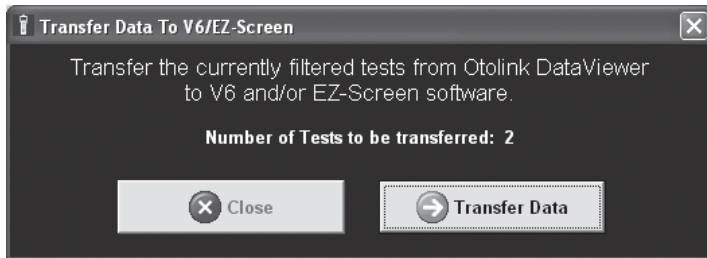 Transfer Data To V6/EZ-Screen
Transfer the currently filtered tests from Otolink DataViewer
to V6 and/or EZ-Screen software.
Number of Tests to be transferred: 2
Close
Transfer Data